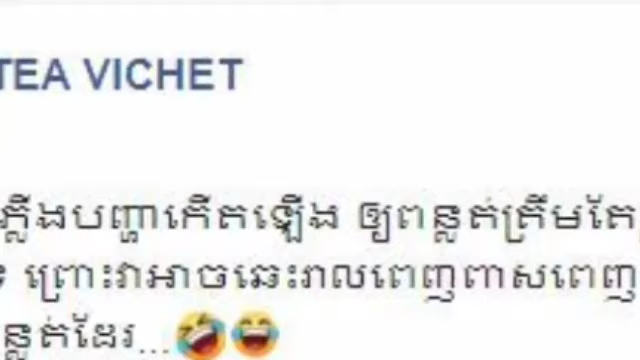 TEA VICHET
ភ្លើងបញ្ហាកើតឡើង ឲ្យពន្លត់ត្រឹមតែ
ព្រោះវាអាចឆេះរាលពេញពាសពេញ
ន្លត់ដែរ...🤣😂